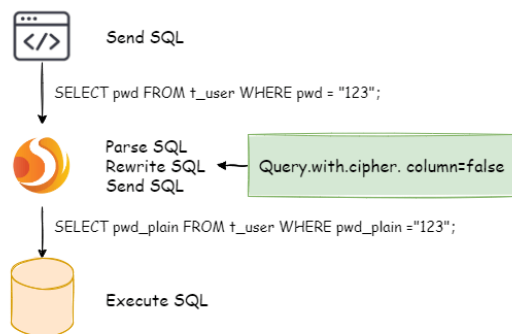 </>
Send SQL
SELECT pwd FROM t_user WHERE pwd = "123";
Parse SQL
Rewrite SQL
Send SQL
Query.with.cipher. column=false
SELECT pwd_plain FROM t_user WHERE pwd_plain ="123";
Execute SQL